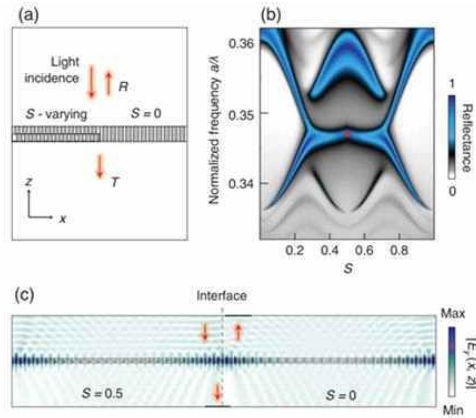 (a)
Light
incidence
R
S - varying
S = 0
T
z
x
(b)
Normalized frequency a/λ
0.36
0.35
0.34
0.2
0.4
0.6
0.8
S
1
0
Reflectance
(c)
Interface
S = 0.5
S = 0
Max
Min
|E_y(x, z)|